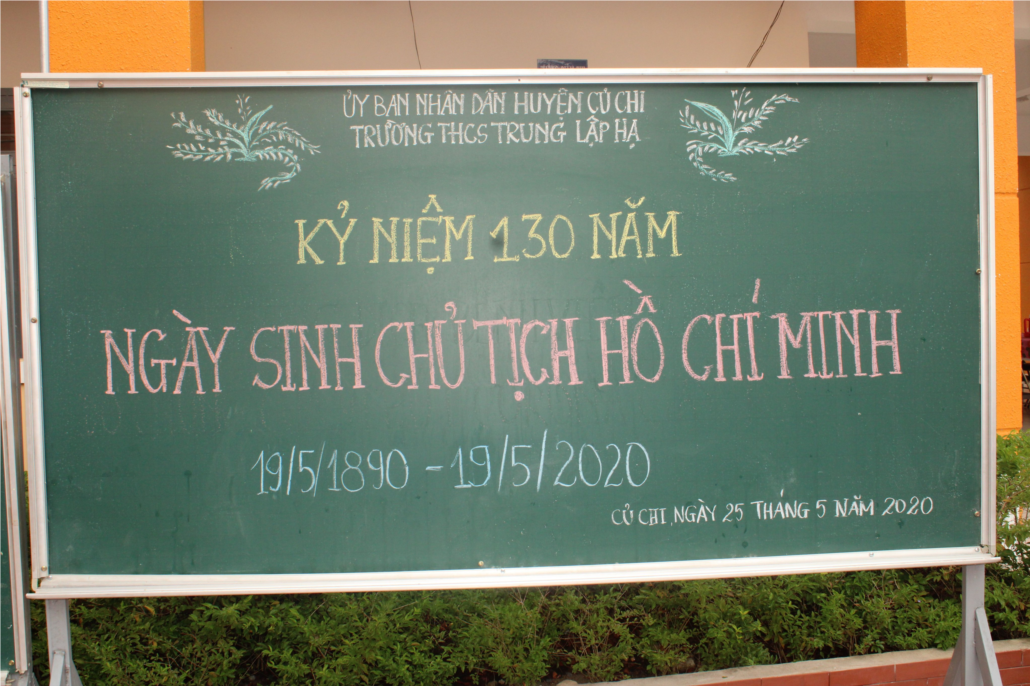 ỦY BAN NHÂN DÂN HUYỆN CỦ CHI
TRƯỜNG THCS TRUNG LẬP HẠ
KỶ NIỆM 130 NĂM
NGÀY SINH CHỦ TỊCH HỒ CHÍ MINH
19/5/1890 - 19/5/2020
CỦ CHI, NGÀY 25 THÁNG 5 NĂM 2020